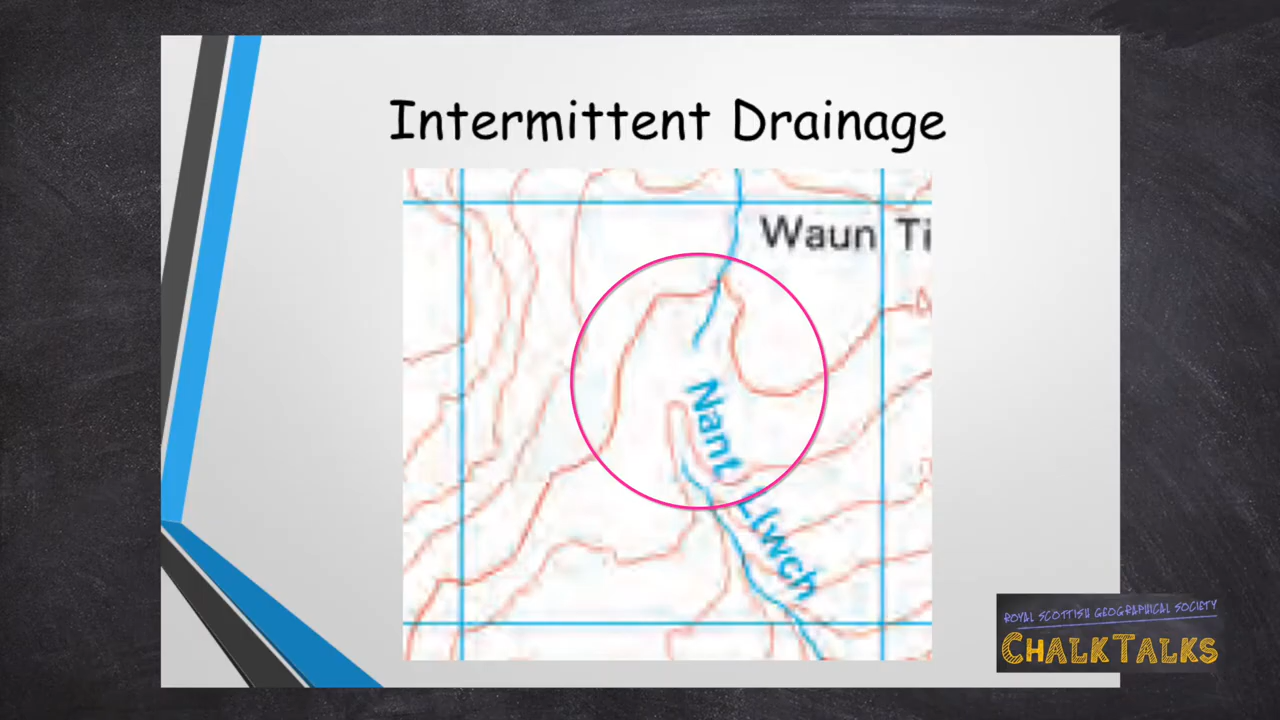 Intermittent Drainage
Waun Ti
Nant Llwch
ROYAL SCOTTISH GEOGRAPHICAL SOCIETY
CHALKTALKS